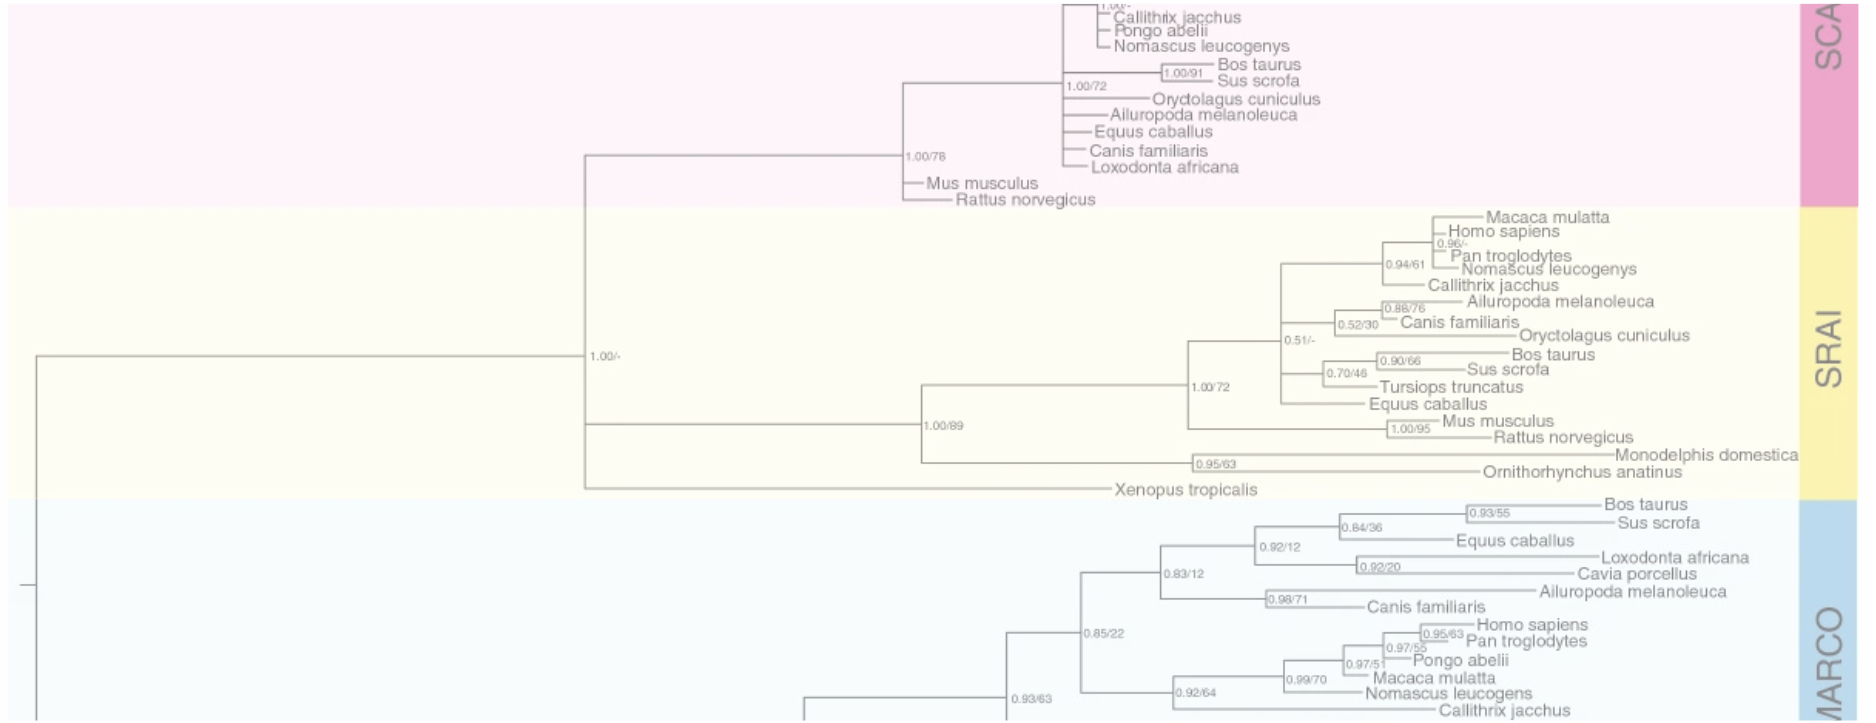 1.00/-
Callithrix jacchus
Pongo abelii
Nomascus leucogenys
Bos taurus
1.00/91
Sus scrofa
1.00/72
Oryctolagus cuniculus
Ailuropoda melanoleuca
Equus caballus
Canis familiaris
1.00/78
Loxodonta africana
Mus musculus
Rattus norvegicus
SCA
Macaca mulatta
Homo sapiens
0.96/-
Pan troglodytes
0.94/61
Nomascus leucogenys
Callithrix jacchus
Ailuropoda melanoleuca
0.88/76
Canis familiaris
0.52/30
Oryctolagus cuniculus
0.51/-
Bos taurus
1.00/-
0.90/66
Sus scrofa
0.70/46
Tursiops truncatus
1.00/72
Equus caballus
Mus musculus
1.00/95
1.00/89
Rattus norvegicus
Monodelphis domestica
0.95/63
Ornithorhynchus anatinus
Xenopus tropicalis
SRAI
Bos taurus
0.93/55
Sus scrofa
0.84/36
Equus caballus
0.92/12
Loxodonta africana
0.92/20
Cavia porcellus
0.83/12
Ailuropoda melanoleuca
0.98/71
Canis familiaris
Homo sapiens
0.95/63
0.85/22
Pan troglodytes
0.97/55
Pongo abelii
0.97/51
Macaca mulatta
0.99/70
Nomascus leucogens
0.92/64
0.93/63
Callithrix jacchus
MARCO